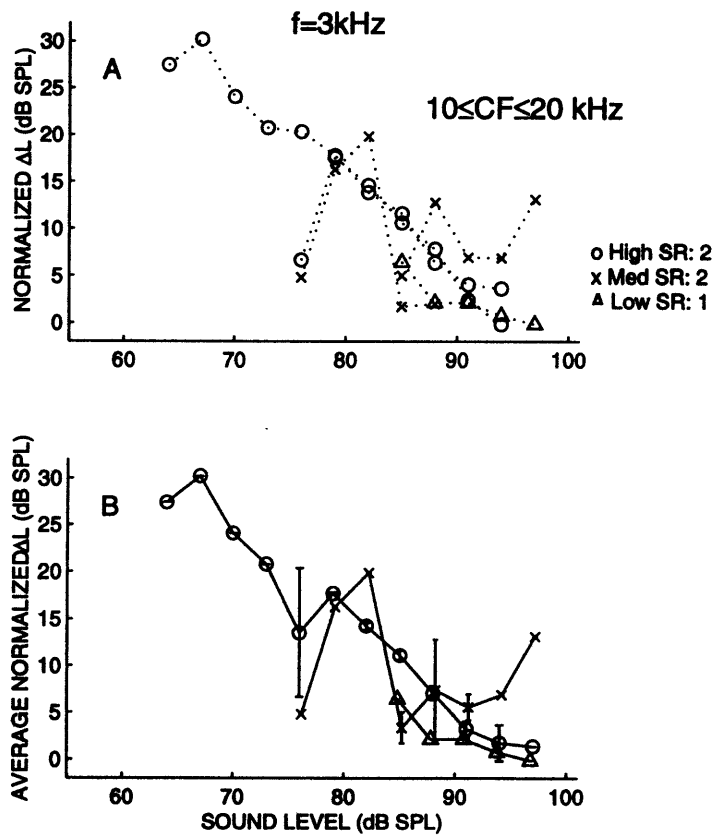 f=3kHz
A
10≤CF≤20 kHz
NORMALIZED ΔL (dB SPL)
30
25
20
15
10
5
0
60
70
80
90
100
o High SR: 2
x Med SR: 2
Δ Low SR: 1
B
AVERAGE NORMALIZEDΔL (dB SPL)
30
25
20
15
10
5
0
60
70
80
90
100
SOUND LEVEL (dB SPL)